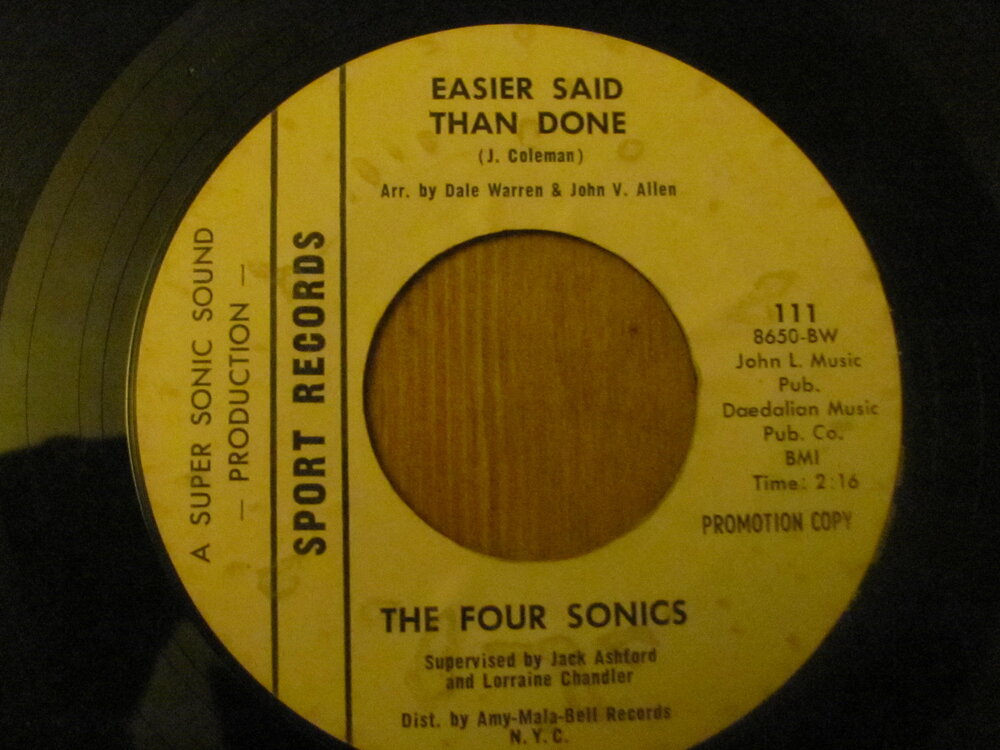 EASIER SAID
THAN DONE
(J. Coleman)
Arr. by Dale Warren & John V. Allen
A SUPER SONIC SOUND
— PRODUCTION —
SPORT RECORDS
111
8650-BW
John L. Music
Pub.
Daedalian Music
Pub. Co.
BMI
Time: 2:16
PROMOTION COPY
THE FOUR SONICS
Supervised by Jack Ashford
and Lorraine Chandler
Dist. by Amy-Mala-Bell Records
N.Y.C.